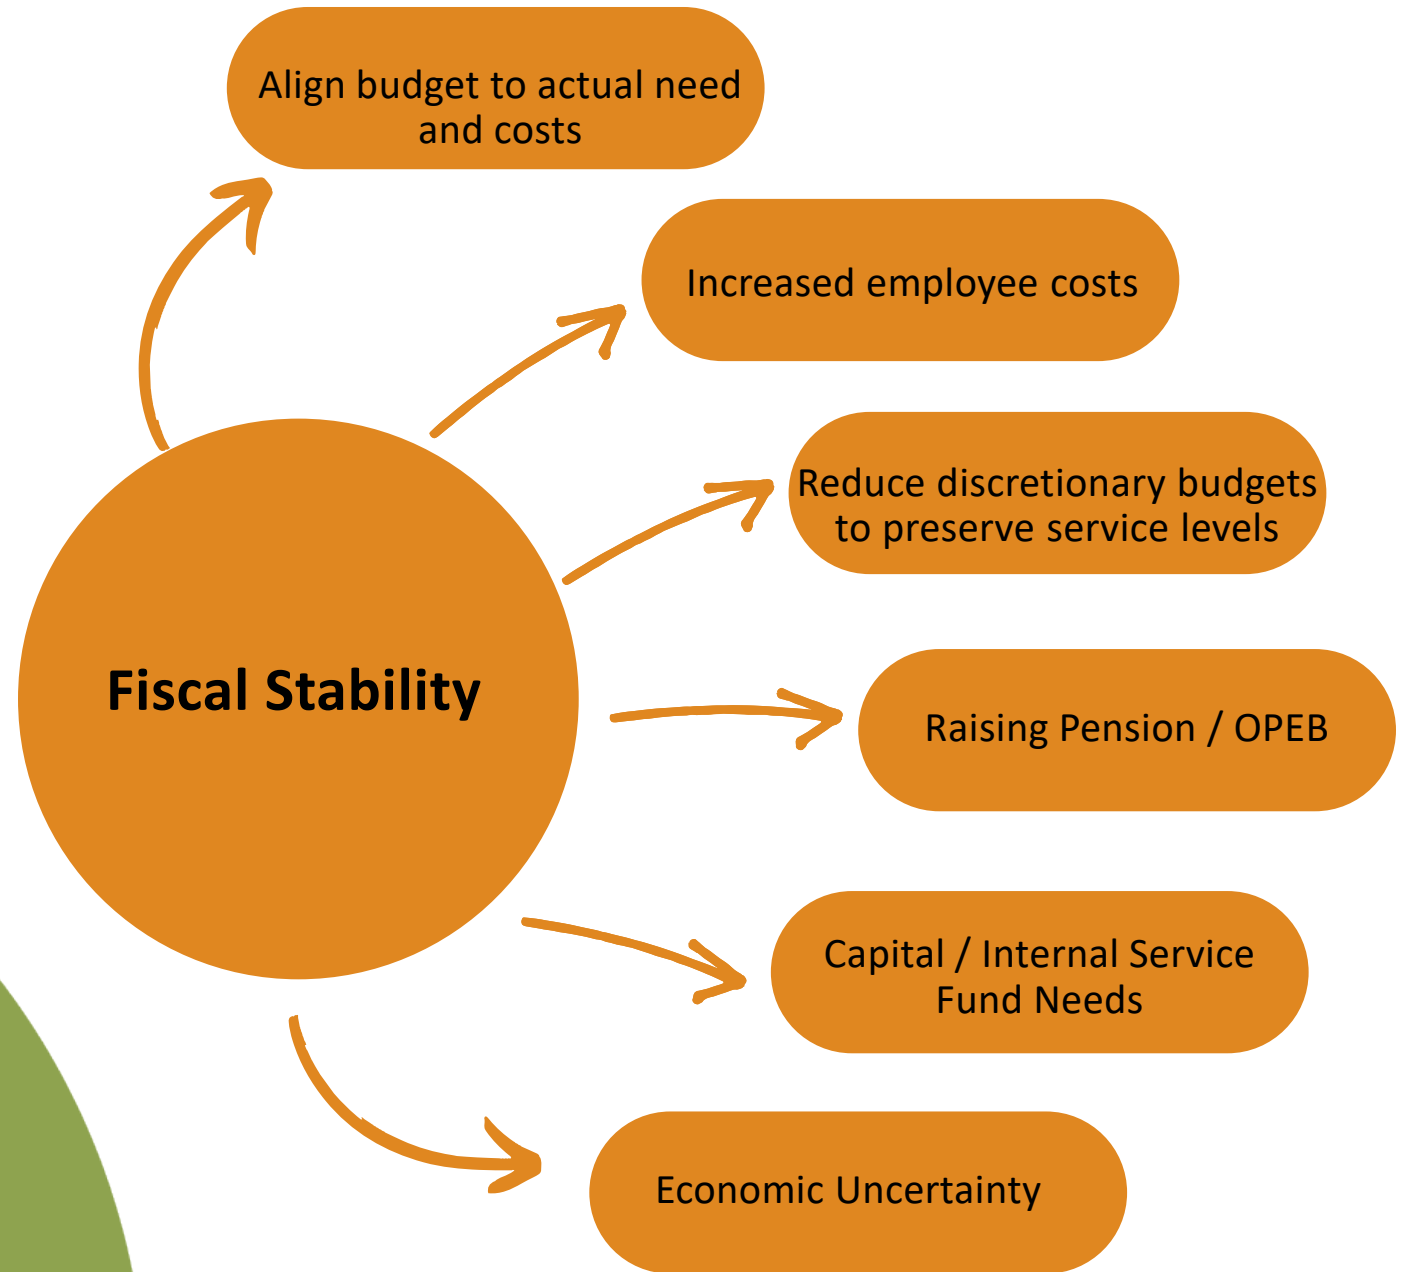 Align budget to actual need
and costs
Increased employee costs
Reduce discretionary budgets
to preserve service levels
Fiscal Stability
Raising Pension / OPEB
Capital / Internal Service
Fund Needs
Economic Uncertainty